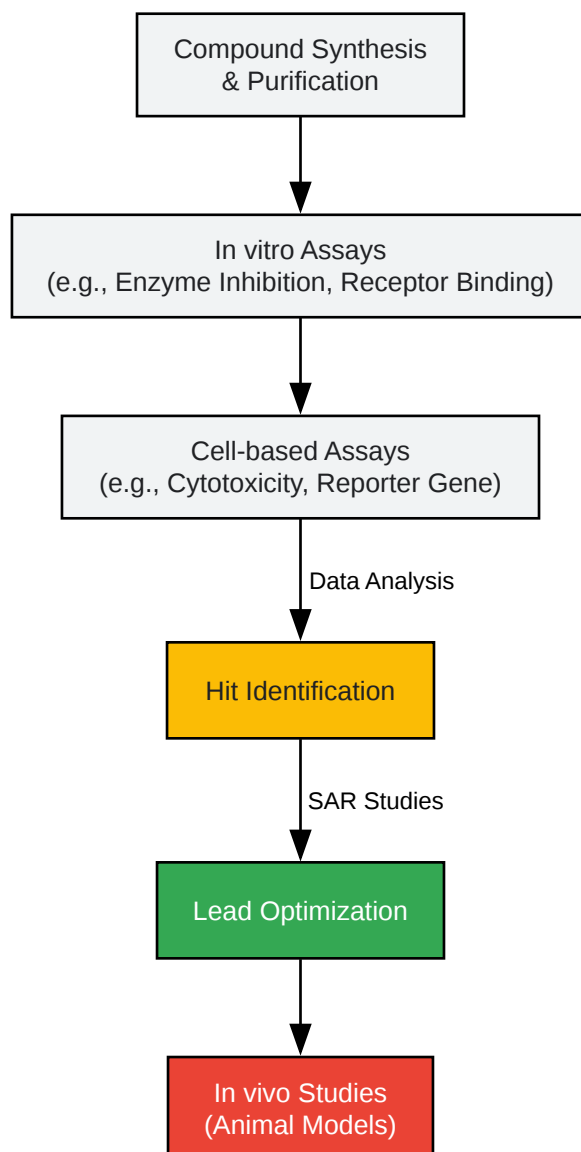 Compound Synthesis
& Purification
In vitro Assays
(e.g., Enzyme Inhibition, Receptor Binding)
Cell-based Assays
(e.g., Cytotoxicity, Reporter Gene)
Data Analysis
Hit Identification
SAR Studies
Lead Optimization
In vivo Studies
(Animal Models)